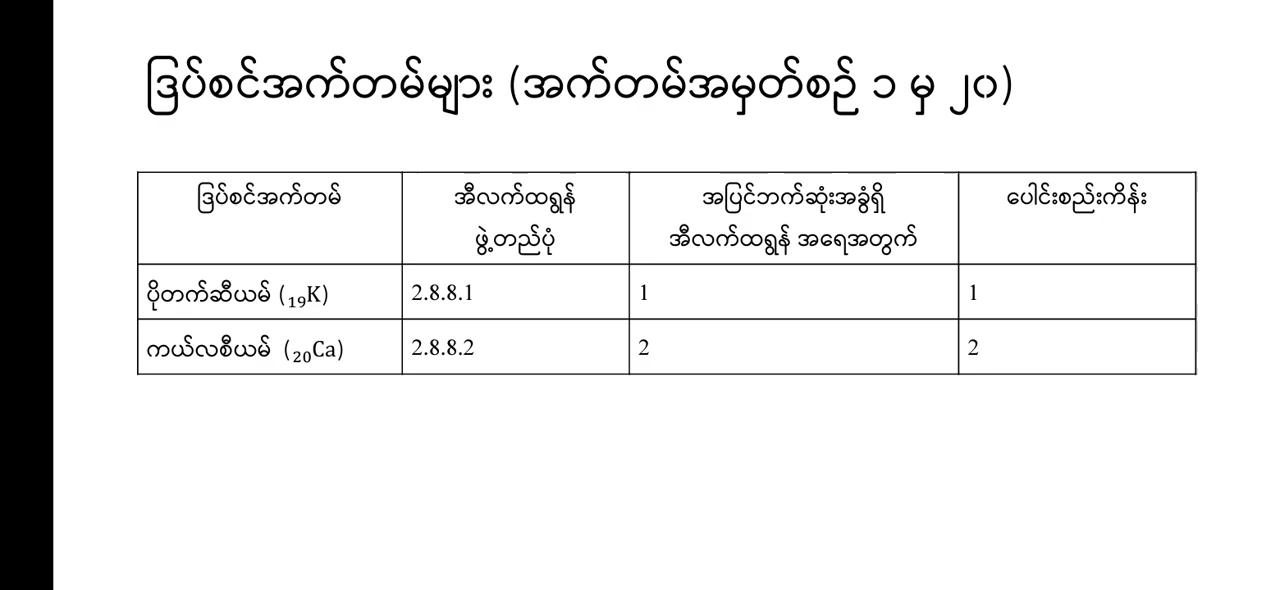 ဒြပ်စင်အက်တမ်များ (အက်တမ်အမှတ်စဉ် ၁ မှ ၂၀)
ဒြပ်စင်အက်တမ် အီလက်ထရွန် ဖွဲ့တည်ပုံ အပြင်ဘက်ဆုံးအခွံရှိ အီလက်ထရွန် အရေအတွက် ပေါင်းစည်းကိန်း
ပိုတက်ဆီယမ် (₁₉K) 2.8.8.1 1 1
ကယ်လစီယမ် (₂₀Ca) 2.8.8.2 2 2